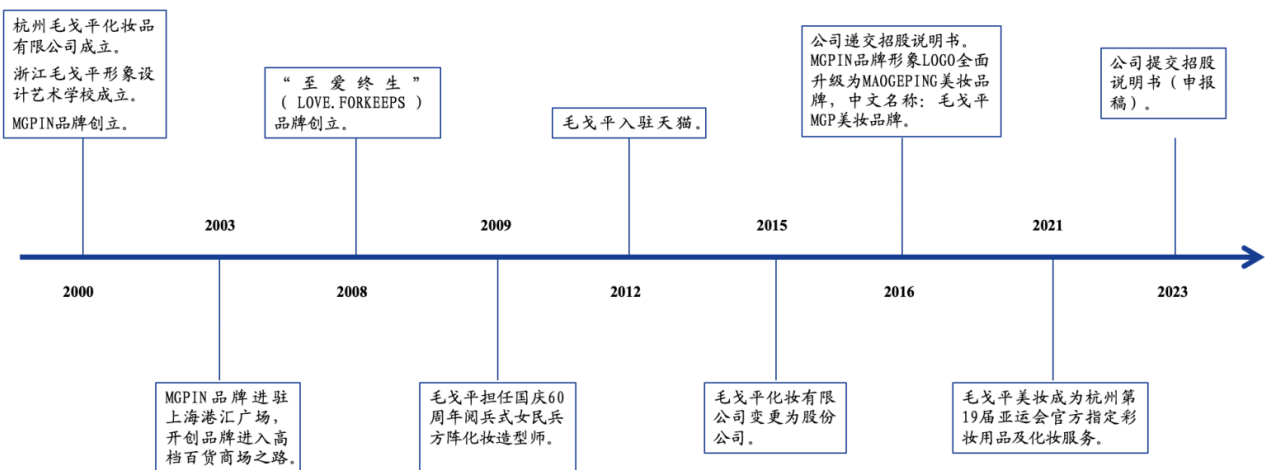 杭州毛戈平化妆品
有限公司成立。
浙江毛戈平形象设
计艺术学校成立。
MGPIN品牌创立。
“至爱终生”
(LOVE.FORKEEPS)
品牌创立。
毛戈平入驻天猫。
公司递交招股说明书。
MGPIN品牌形象LOGO全面
升级为MAOGEPING美妆品
牌，中文名称：毛戈平
MGP美妆品牌。
公司提交招股
说明书（申报
稿）。
2003
2009
2015
2021
2000
2008
2012
2016
2023
MGPIN品牌进驻
上海港汇广场，
开创品牌进入高
档百货商场之路。
毛戈平担任国庆60
周年阅兵式女民兵
方阵化妆造型师。
毛戈平化妆有限
公司变更为股份
公司。
毛戈平美妆成为杭州第
19届亚运会官方指定彩
妆用品及化妆服务。